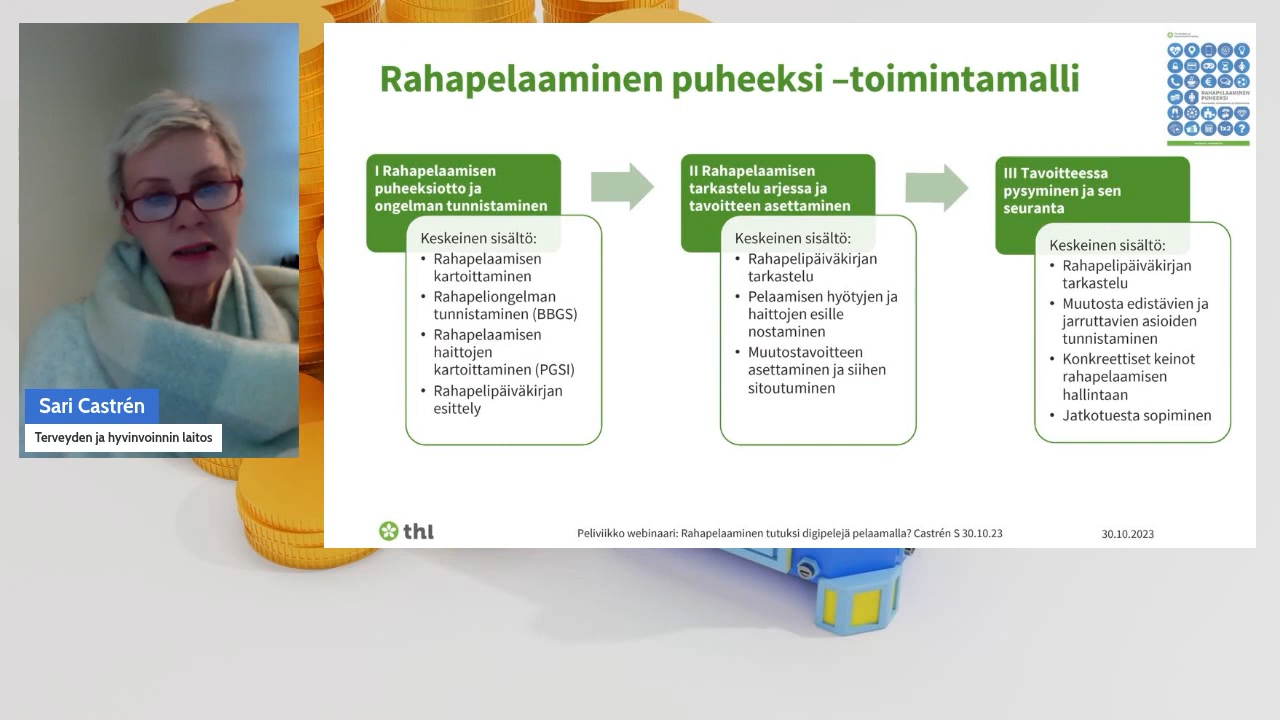 Rahapelaaminen puheeksi –toimintamalli
RAHAPELAAMINEN
PUHEEKSI
1x2
?
I Rahapelaamisen
puheeksiotto ja
ongelman tunnistaminen
Keskeinen sisältö:
• Rahapelaamisen
kartoittaminen
• Rahapeliongelman
tunnistaminen (BBGS)
• Rahapelaamisen
haittojen
kartoittaminen (PGSI)
• Rahapelipäiväkirjan
esittely
II Rahapelaamisen
tarkastelu arjessa ja
tavoitteen asettaminen
Keskeinen sisältö:
• Rahapelipäiväkirjan
tarkastelu
• Pelaamisen hyötyjen ja
haittojen esille
nostaminen
• Muutostavoitteen
asettaminen ja siihen
sitoutuminen
III Tavoitteessa
pysyminen ja sen
seuranta
Keskeinen sisältö:
• Rahapelipäiväkirjan
tarkastelu
• Muutosta edistävien ja
jarruttavien asioiden
tunnistaminen
• Konkreettiset keinot
rahapelaamisen
hallintaan
• Jatkotuesta sopiminen
Sari Castrén
Terveyden ja hyvinvoinnin laitos
thl
Peliviikko webinaari: Rahapelaaminen tutuksi digipelejä pelaamalla? Castrén S 30.10.23
30.10.2023